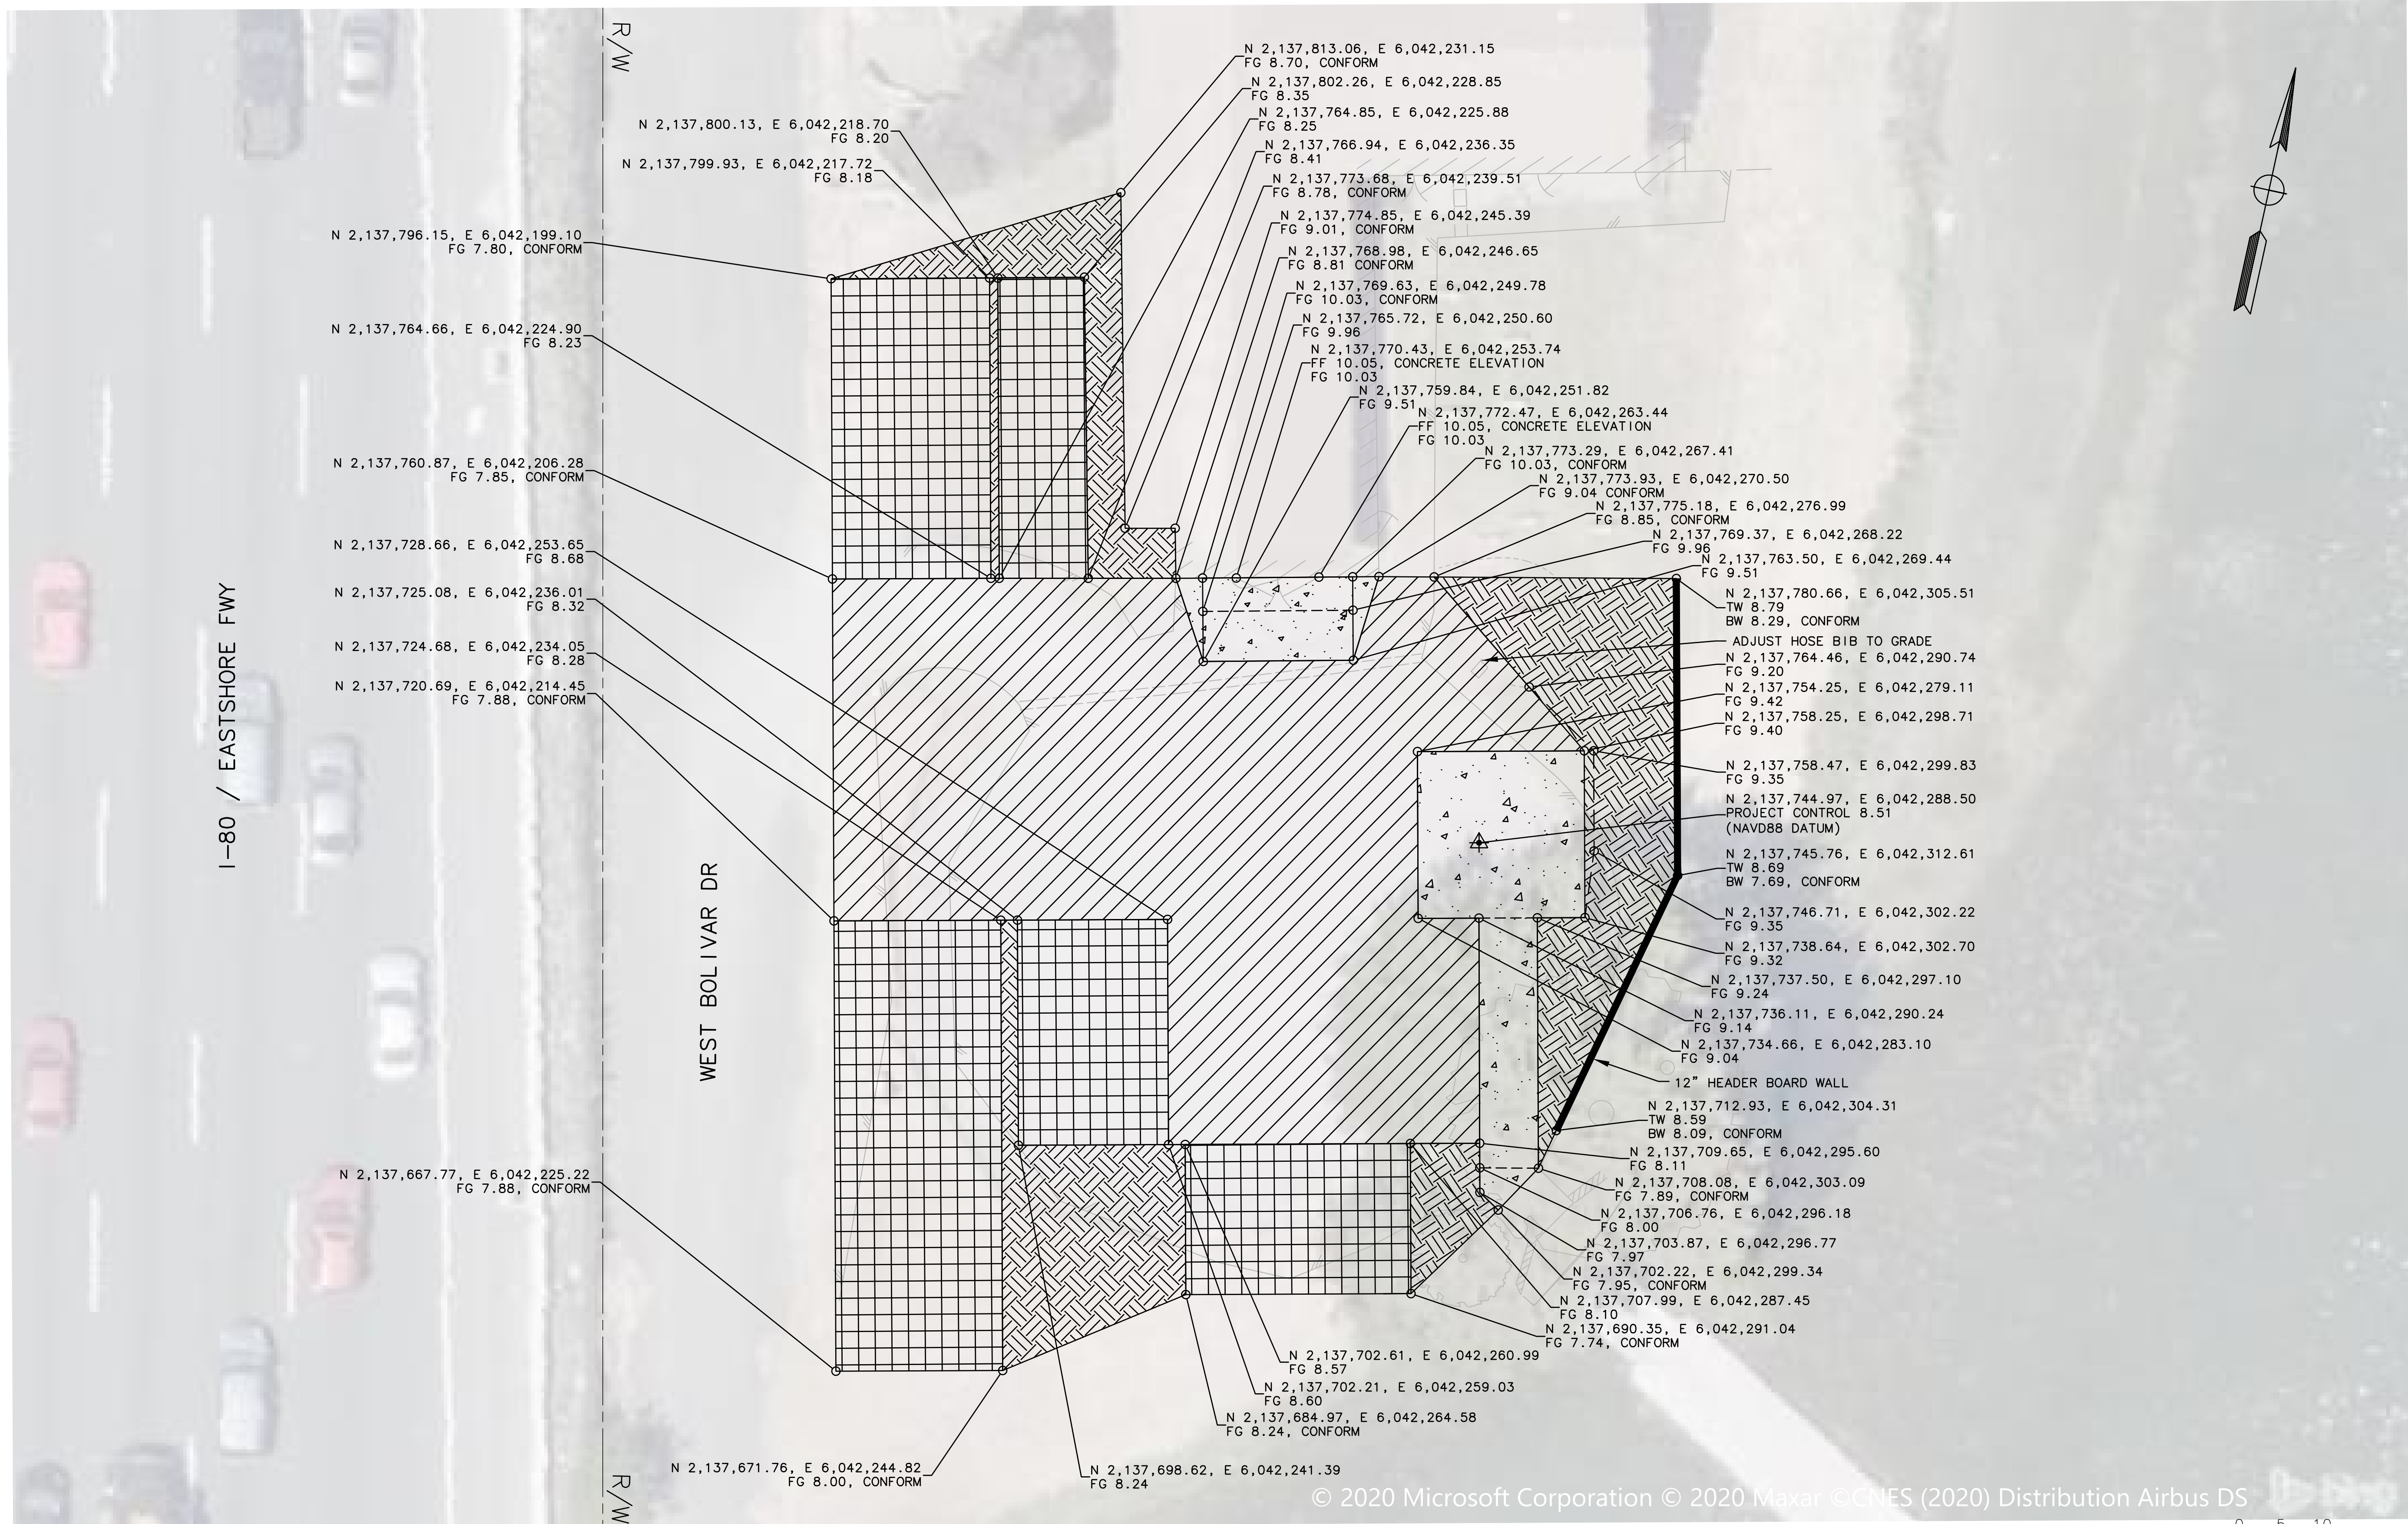 R/W
N 2,137,813.06, E 6,042,231.15
FG 8.70, CONFORM
N 2,137,802.26, E 6,042,228.85
FG 8.35
N 2,137,764.85, E 6,042,225.88
FG 8.25
N 2,137,766.94, E 6,042,236.35
FG 8.41
N 2,137,773.68, E 6,042,239.51
FG 8.78, CONFORM
N 2,137,774.85, E 6,042,245.39
FG 9.01, CONFORM
N 2,137,768.98, E 6,042,246.65
FG 8.81 CONFORM
N 2,137,769.63, E 6,042,249.78
FG 10.03, CONFORM
N 2,137,765.72, E 6,042,250.60
FG 9.96
N 2,137,770.43, E 6,042,253.74
FF 10.05, CONCRETE ELEVATION
FG 10.03
N 2,137,759.84, E 6,042,251.82
FG 9.51
N 2,137,772.47, E 6,042,263.44
FF 10.05, CONCRETE ELEVATION
FG 10.03
N 2,137,773.29, E 6,042,267.41
FG 10.03, CONFORM
N 2,137,773.93, E 6,042,270.50
FG 9.04 CONFORM
N 2,137,775.18, E 6,042,276.99
FG 8.85, CONFORM
N 2,137,769.37, E 6,042,268.22
FG 9.96
N 2,137,763.50, E 6,042,269.44
FG 9.51
N 2,137,780.66, E 6,042,305.51
TW 8.79
BW 8.29, CONFORM
ADJUST HOSE BIB TO GRADE
N 2,137,764.46, E 6,042,290.74
FG 9.20
N 2,137,754.25, E 6,042,279.11
FG 9.42
N 2,137,758.25, E 6,042,298.71
FG 9.40
N 2,137,758.47, E 6,042,299.83
FG 9.35
N 2,137,744.97, E 6,042,288.50
PROJECT CONTROL 8.51
(NAVD88 DATUM)
N 2,137,745.76, E 6,042,312.61
TW 8.69
BW 7.69, CONFORM
N 2,137,746.71, E 6,042,302.22
FG 9.35
N 2,137,738.64, E 6,042,302.70
FG 9.32
N 2,137,737.50, E 6,042,297.10
FG 9.24
N 2,137,736.11, E 6,042,290.24
FG 9.14
N 2,137,734.66, E 6,042,283.10
FG 9.04
12" HEADER BOARD WALL
N 2,137,712.93, E 6,042,304.31
TW 8.59
BW 8.09, CONFORM
N 2,137,709.65, E 6,042,295.60
FG 8.11
N 2,137,708.08, E 6,042,303.09
FG 7.89, CONFORM
N 2,137,706.76, E 6,042,296.18
FG 8.00
N 2,137,703.87, E 6,042,296.77
FG 7.97
N 2,137,702.22, E 6,042,299.34
FG 7.95, CONFORM
N 2,137,707.99, E 6,042,287.45
FG 8.10
N 2,137,690.35, E 6,042,291.04
FG 7.74, CONFORM
N 2,137,702.61, E 6,042,260.99
FG 8.57
N 2,137,702.21, E 6,042,259.03
FG 8.60
N 2,137,684.97, E 6,042,264.58
FG 8.24, CONFORM
N 2,137,698.62, E 6,042,241.39
FG 8.24
N 2,137,800.13, E 6,042,218.70
FG 8.20
N 2,137,799.93, E 6,042,217.72
FG 8.18
N 2,137,796.15, E 6,042,199.10
FG 7.80, CONFORM
N 2,137,764.66, E 6,042,224.90
FG 8.23
N 2,137,760.87, E 6,042,206.28
FG 7.85, CONFORM
N 2,137,728.66, E 6,042,253.65
FG 8.68
N 2,137,725.08, E 6,042,236.01
FG 8.32
N 2,137,724.68, E 6,042,234.05
FG 8.28
N 2,137,720.69, E 6,042,214.45
FG 7.88, CONFORM
N 2,137,667.77, E 6,042,225.22
FG 7.88, CONFORM
N 2,137,671.76, E 6,042,244.82
FG 8.00, CONFORM
I-80 / EASTSHORE FWY
WEST BOLIVAR DR
R/W
© 2020 Microsoft Corporation © 2020 Maxar ©CNES (2020) Distribution Airbus DS